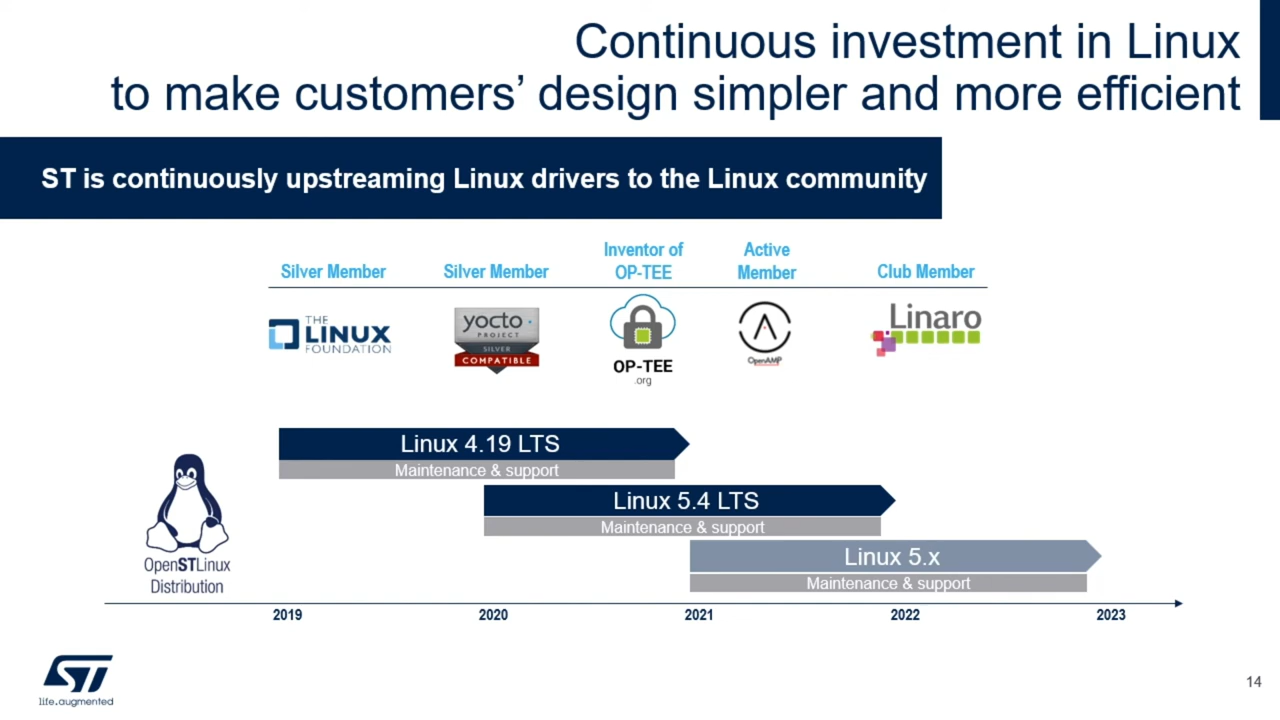 Continuous investment in Linux
to make customers’ design simpler and more efficient
ST is continuously upstreaming Linux drivers to the Linux community
Silver Member
Silver Member
Inventor of
OP-TEE
Active
Member
Club Member
THE
LINUX
FOUNDATION
yocto
PROJECT
SILVER
COMPATIBLE
OP-TEE
.org
OpenAMP
Linaro
Linux 4.19 LTS
Maintenance & support
Linux 5.4 LTS
Maintenance & support
Linux 5.x
Maintenance & support
OpenSTLinux
Distribution
2019 2020 2021 2022 2023
ST
life.augmented
14